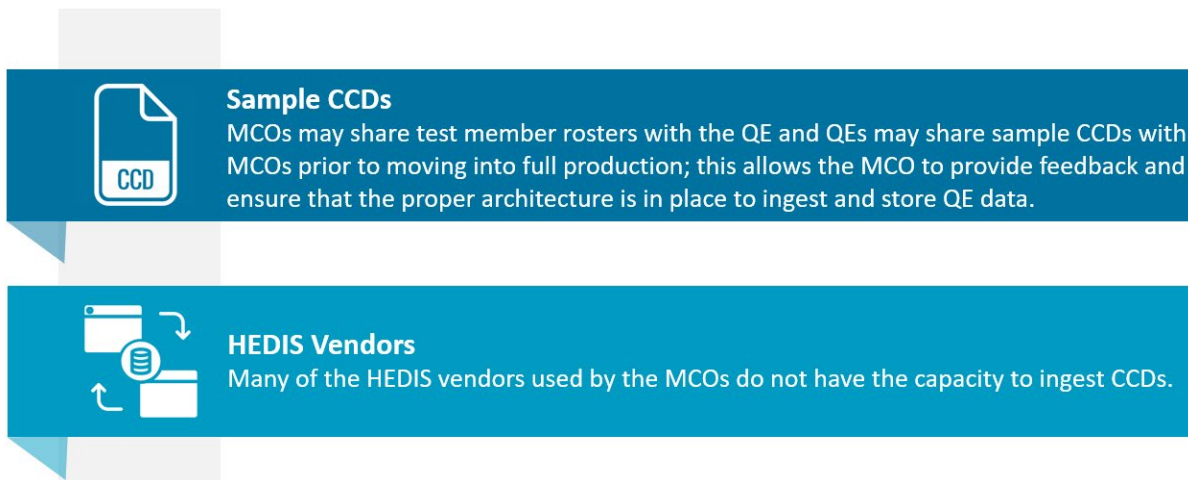 Sample CCDs
MCOs may share test member rosters with the QE and QEs may share sample CCDs with
MCOs prior to moving into full production; this allows the MCO to provide feedback and
CCD
ensure that the proper architecture is in place to ingest and store QE data.
HEDIS Vendors
Many of the HEDIS vendors used by the MCOs do not have the capacity to ingest CCDs.